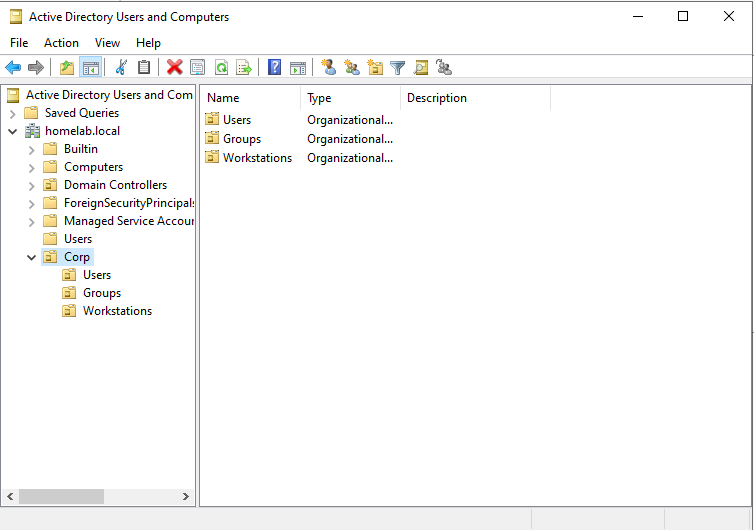 Active Directory Users and Computers
File Action View Help
Active Directory Users and Com
Saved Queries
homelab.local
Builtin
Computers
Domain Controllers
ForeignSecurityPrincipals
Managed Service Accour
Users
Corp
Users
Groups
Workstations
Name Type Description
Users Organizational...
Groups Organizational...
Workstations Organizational...